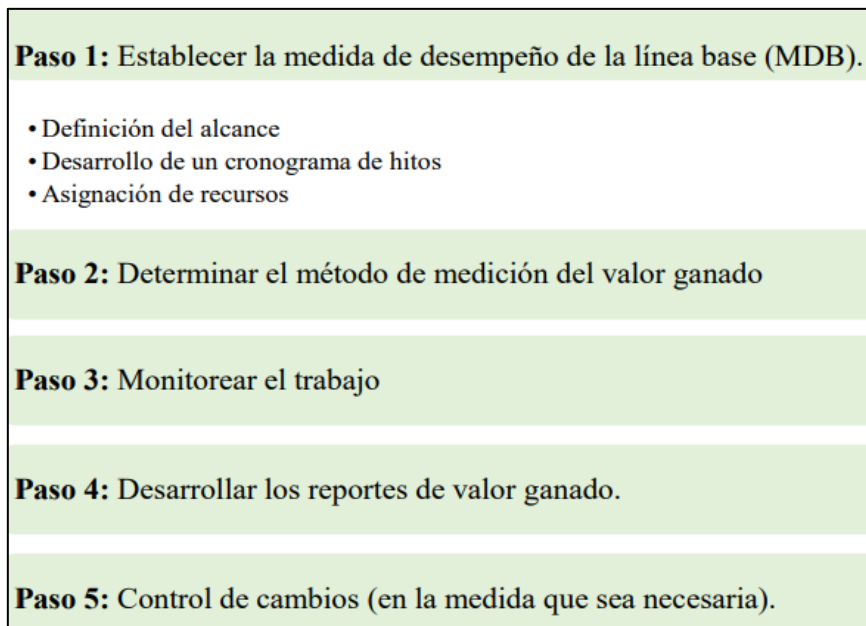 Paso 1: Establecer la medida de desempeño de la línea base (MDB).
• Definición del alcance
• Desarrollo de un cronograma de hitos
• Asignación de recursos
Paso 2: Determinar el método de medición del valor ganado
Paso 3: Monitorear el trabajo
Paso 4: Desarrollar los reportes de valor ganado.
Paso 5: Control de cambios (en la medida que sea necesaria).